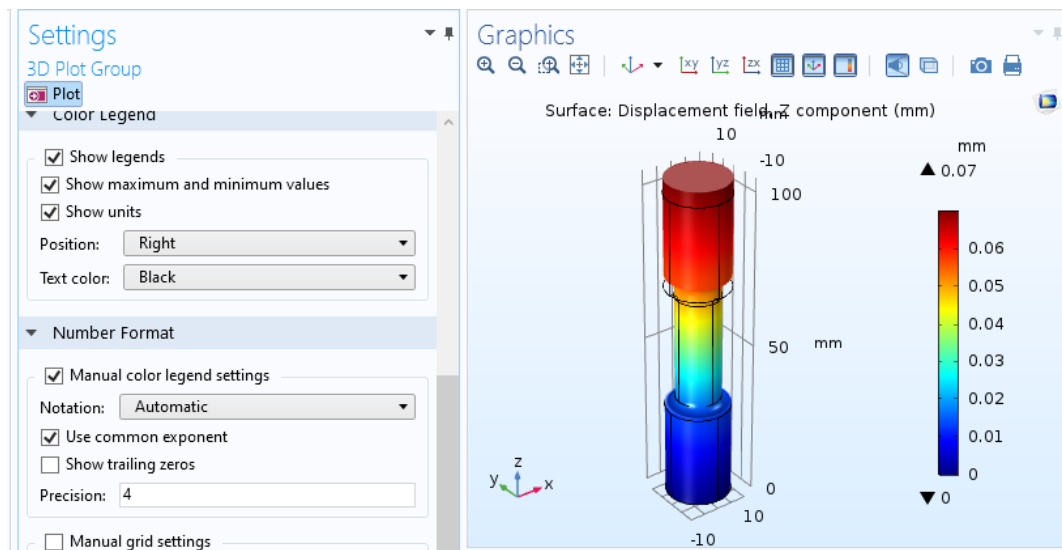 Settings
3D Plot Group
Plot
Color Legend
Show legends
Show maximum and minimum values
Show units
Position: Right
Text color: Black
Number Format
Manual color legend settings
Notation: Automatic
Use common exponent
Show trailing zeros
Precision: 4
Manual grid settings
Graphics
xy yz zx
Surface: Displacement field, Z component (mm)
mm
10
-10
100
50 mm
0
10
-10
z
y x
mm
0.07
0.06
0.05
0.04
0.03
0.02
0.01
0
0